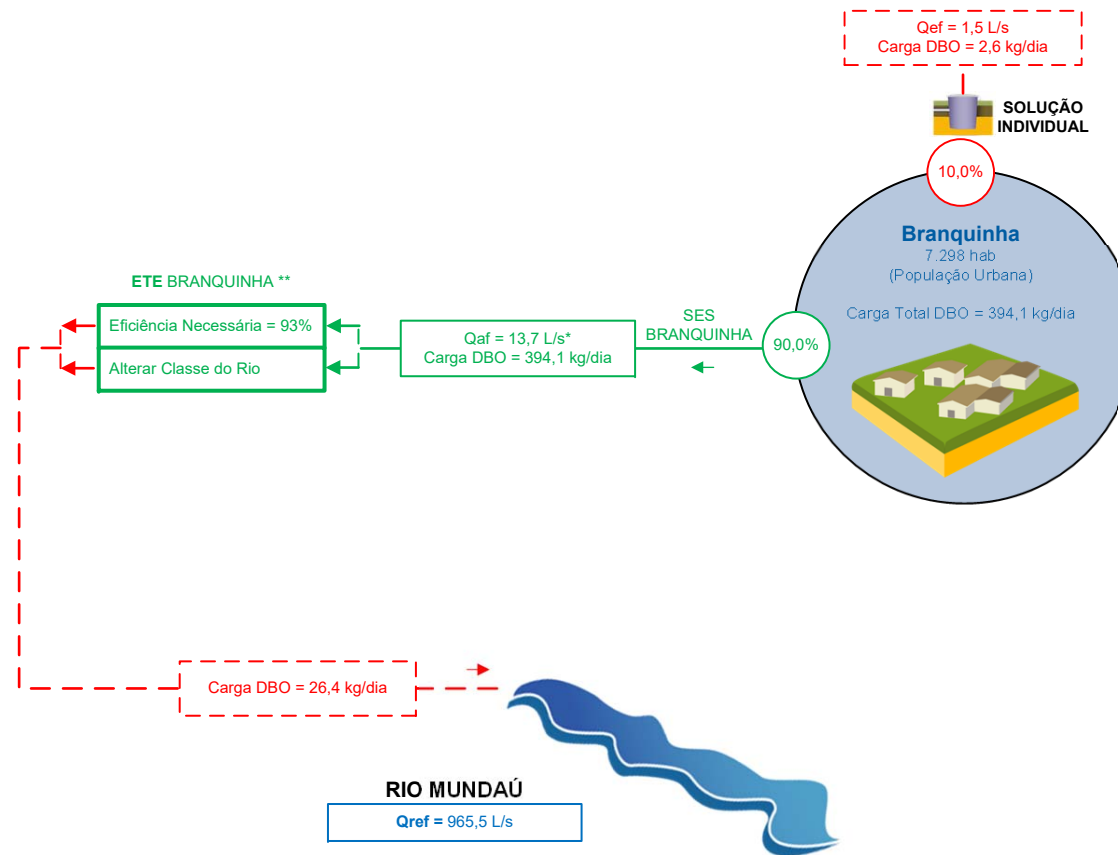 Qef = 1,5 L/s
Carga DBO = 2,6 kg/dia
SOLUÇÃO
INDIVIDUAL
10,0%
Branquinha
7.298 hab
(População Urbana)
Carga Total DBO = 394,1 kg/dia
90,0%
SES
BRANQUINHA
Qaf = 13,7 L/s*
Carga DBO = 394,1 kg/dia
ETE BRANQUINHA **
Eficiência Necessária = 93%
Alterar Classe do Rio
Carga DBO = 26,4 kg/dia
RIO MUNDAÚ
Qref = 965,5 L/s